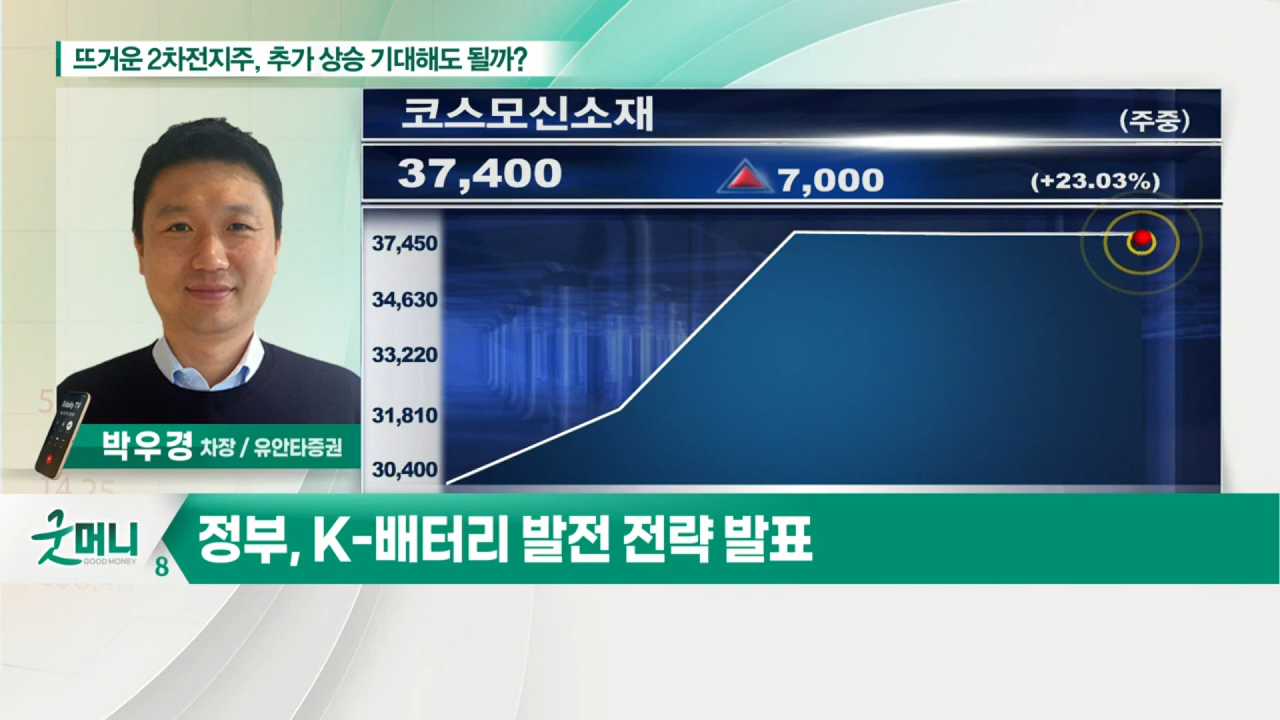 뜨거운 2차전지주, 추가 상승 기대해도 될까?
코스모신소재
(주중)
37,400
7,000
(+23.03%)
37,450
34,630
33,220
31,810
30,400
박우경 차장 / 유안타증권
정부, K-배터리 발전 전략 발표
굿머니
GOOD MONEY
8
14.25